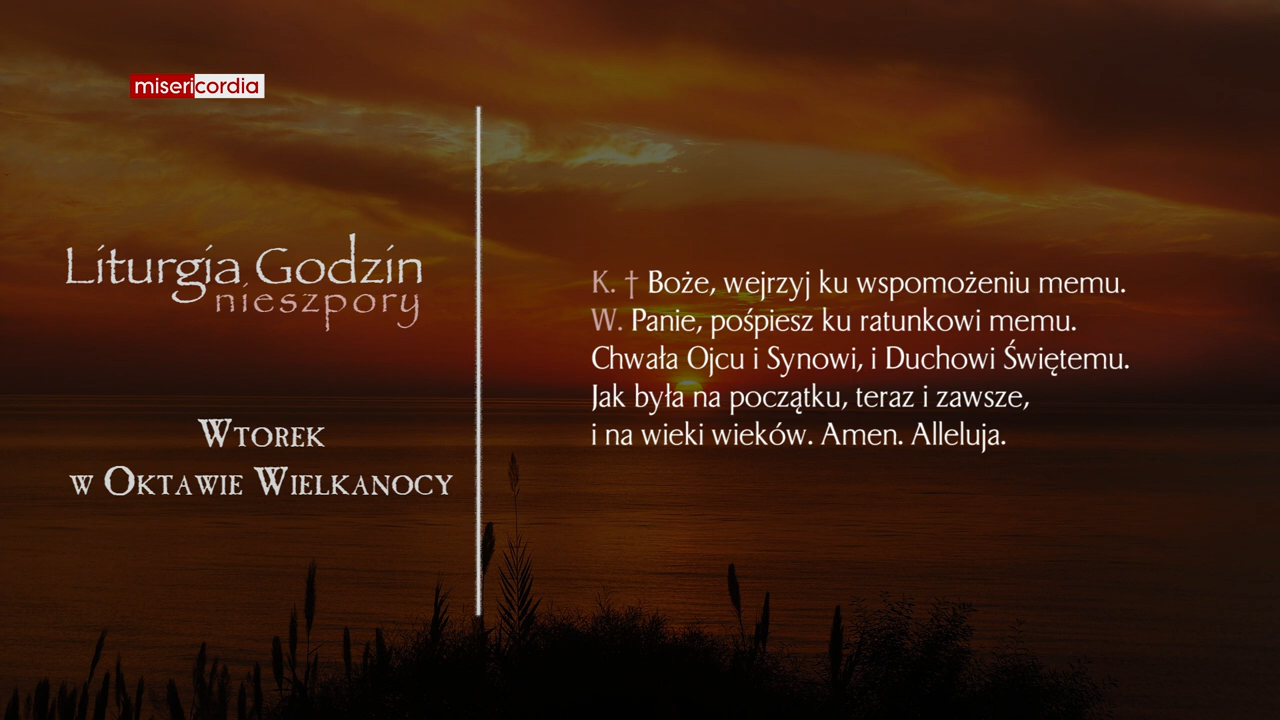 misericordia
Liturgia Godzin
nieszpory
Wtorek
w Oktawie Wielkanocy
K. † Boże, wejrzyj ku wspomożeniu memu.
W. Panie, pośpiesz ku ratunkowi memu.
Chwała Ojcu i Synowi, i Duchowi Świętemu.
Jak była na początku, teraz i zawsze,
i na wieki wieków. Amen. Alleluja.